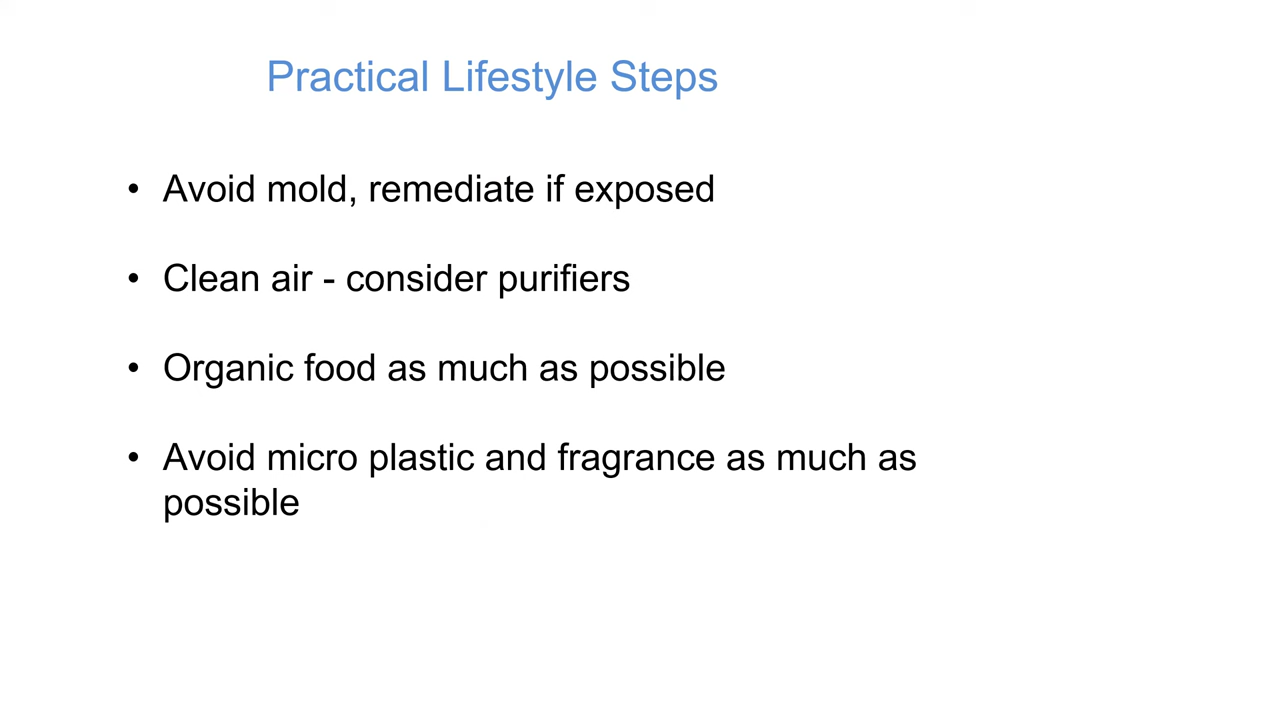 Practical Lifestyle Steps
• Avoid mold, remediate if exposed
• Clean air - consider purifiers
• Organic food as much as possible
• Avoid micro plastic and fragrance as much as
possible